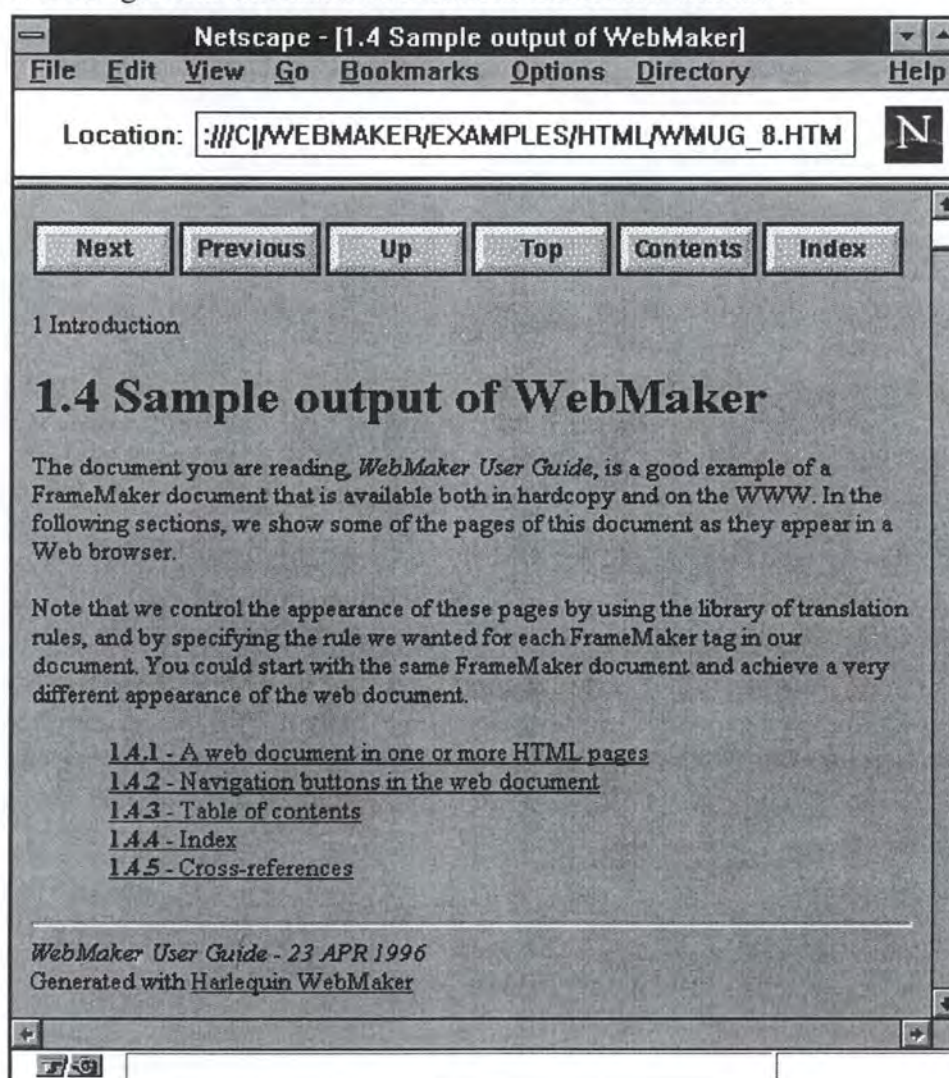 Netscape - [1.4 Sample output of WebMaker]
File Edit View Go Bookmarks Options Directory Help
Location: :///C|/WEBMAKER/EXAMPLES/HTML/WMUG_8.HTM N
Next Previous Up Top Contents Index
1 Introduction
1.4 Sample output of WebMaker
The document you are reading, WebMaker User Guide, is a good example of a
FrameMaker document that is available both in hardcopy and on the WWW. In the
following sections, we show some of the pages of this document as they appear in a
Web browser.
Note that we control the appearance of these pages by using the library of translation
rules, and by specifying the rule we wanted for each FrameMaker tag in our
document. You could start with the same FrameMaker document and achieve a very
different appearance of the web document.
1.4.1 - A web document in one or more HTML pages
1.4.2 - Navigation buttons in the web document
1.4.3 - Table of contents
1.4.4 - Index
1.4.5 - Cross-references
WebMaker User Guide - 23 APR 1996
Generated with Harlequin WebMaker